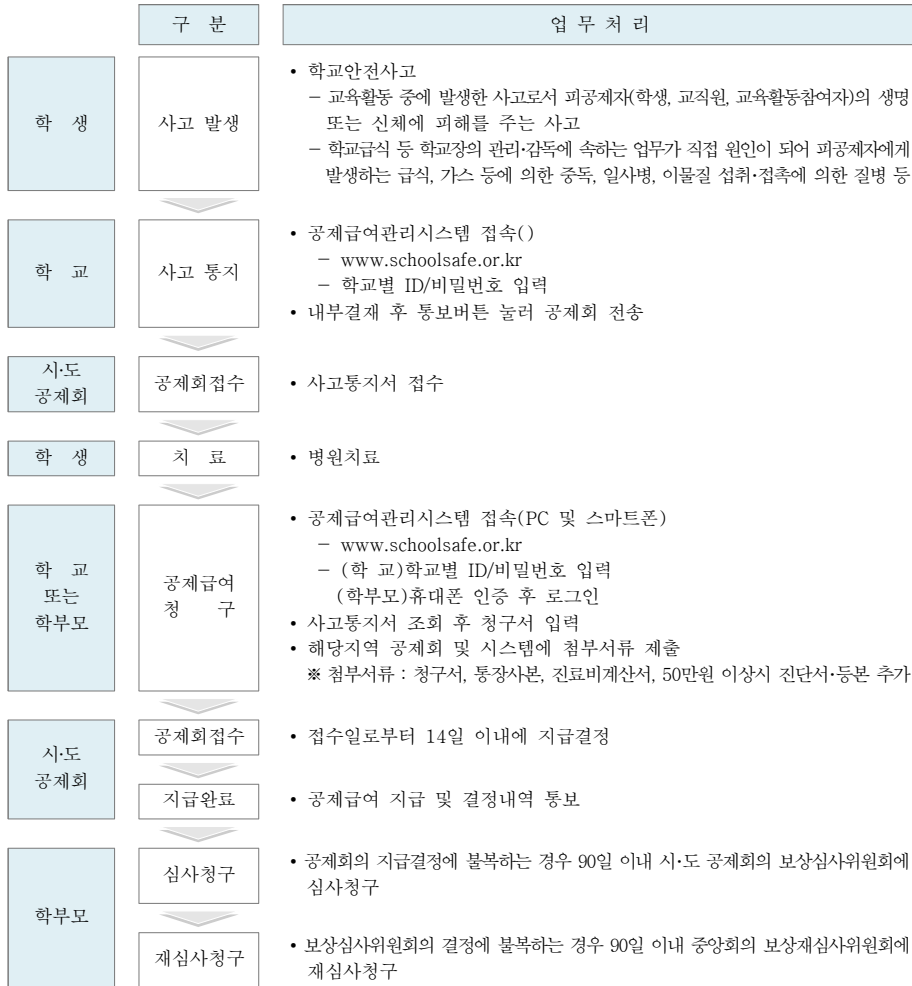 구 분
업 무 처 리
학 생
사고 발생
• 학교안전사고
− 교육활동 중에 발생한 사고로서 피공제자(학생, 교직원, 교육활동참여자)의 생명
또는 신체에 피해를 주는 사고
− 학교급식 등 학교장의 관리·감독에 속하는 업무가 직접 원인이 되어 피공제자에게
발생하는 급식, 가스 등에 의한 중독, 일사병, 이물질 섭취·접촉에 의한 질병 등
학 교
사고 통지
• 공제급여관리시스템 접속()
− www.schoolsafe.or.kr
− 학교별 ID/비밀번호 입력
• 내부결재 후 통보버튼 눌러 공제회 전송
시·도
공제회
공제회접수
• 사고통지서 접수
학 생
치 료
• 병원치료
학 교
또는
학부모
공제급여
청 구
• 공제급여관리시스템 접속(PC 및 스마트폰)
− www.schoolsafe.or.kr
− (학 교)학교별 ID/비밀번호 입력
(학부모)휴대폰 인증 후 로그인
• 사고통지서 조회 후 청구서 입력
• 해당지역 공제회 및 시스템에 첨부서류 제출
※ 첨부서류 : 청구서, 통장사본, 진료비계산서, 50만원 이상시 진단서·등본 추가
시·도
공제회
공제회접수
• 접수일로부터 14일 이내에 지급결정
지급완료
• 공제급여 지급 및 결정내역 통보
학부모
심사청구
• 공제회의 지급결정에 불복하는 경우 90일 이내 시·도 공제회의 보상심사위원회에
심사청구
재심사청구
• 보상심사위원회의 결정에 불복하는 경우 90일 이내 중앙회의 보상재심사위원회에
재심사청구